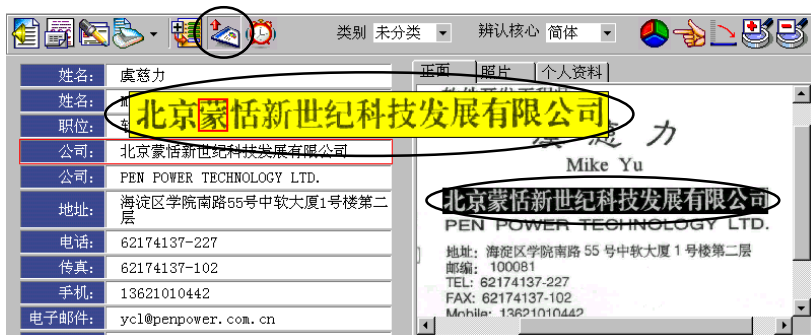 类别 未分类 辨认核心 简体
正面 照片 个人资料
姓名: 虞慈力
姓名:
职位:
北京蒙恬新世纪科技发展有限公司
公司: 北京蒙恬新世纪科技发展有限公司
公司: PEN POWER TECHNOLOGY LTD.
地址: 海淀区学院南路55号中软大厦1号楼第二
层
电话: 62174137-227
传真: 62174137-102
手机: 13621010442
电子邮件: ycl@penpower.com.cn
力
Mike Yu
北京蒙恬新世纪科技发展有限公司
PEN POWER TECHNOLOGY LTD.
地址: 海淀区学院南路 55 号中软大厦 1 号楼第二层
邮编: 100081
TEL: 62174137-227
FAX: 62174137-102
Mobile: 13621010442